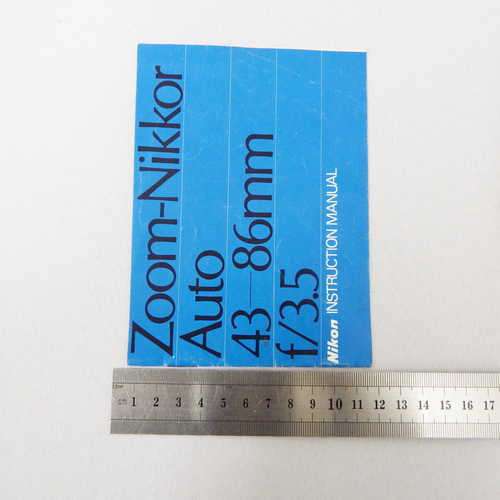 Zoom-Nikkor
Auto
43-86mm
f/3.5
Nikon INSTRUCTION MANUAL
1 2 3 4 5 6 7 8 9 10 11 12 13 14 15 16 17